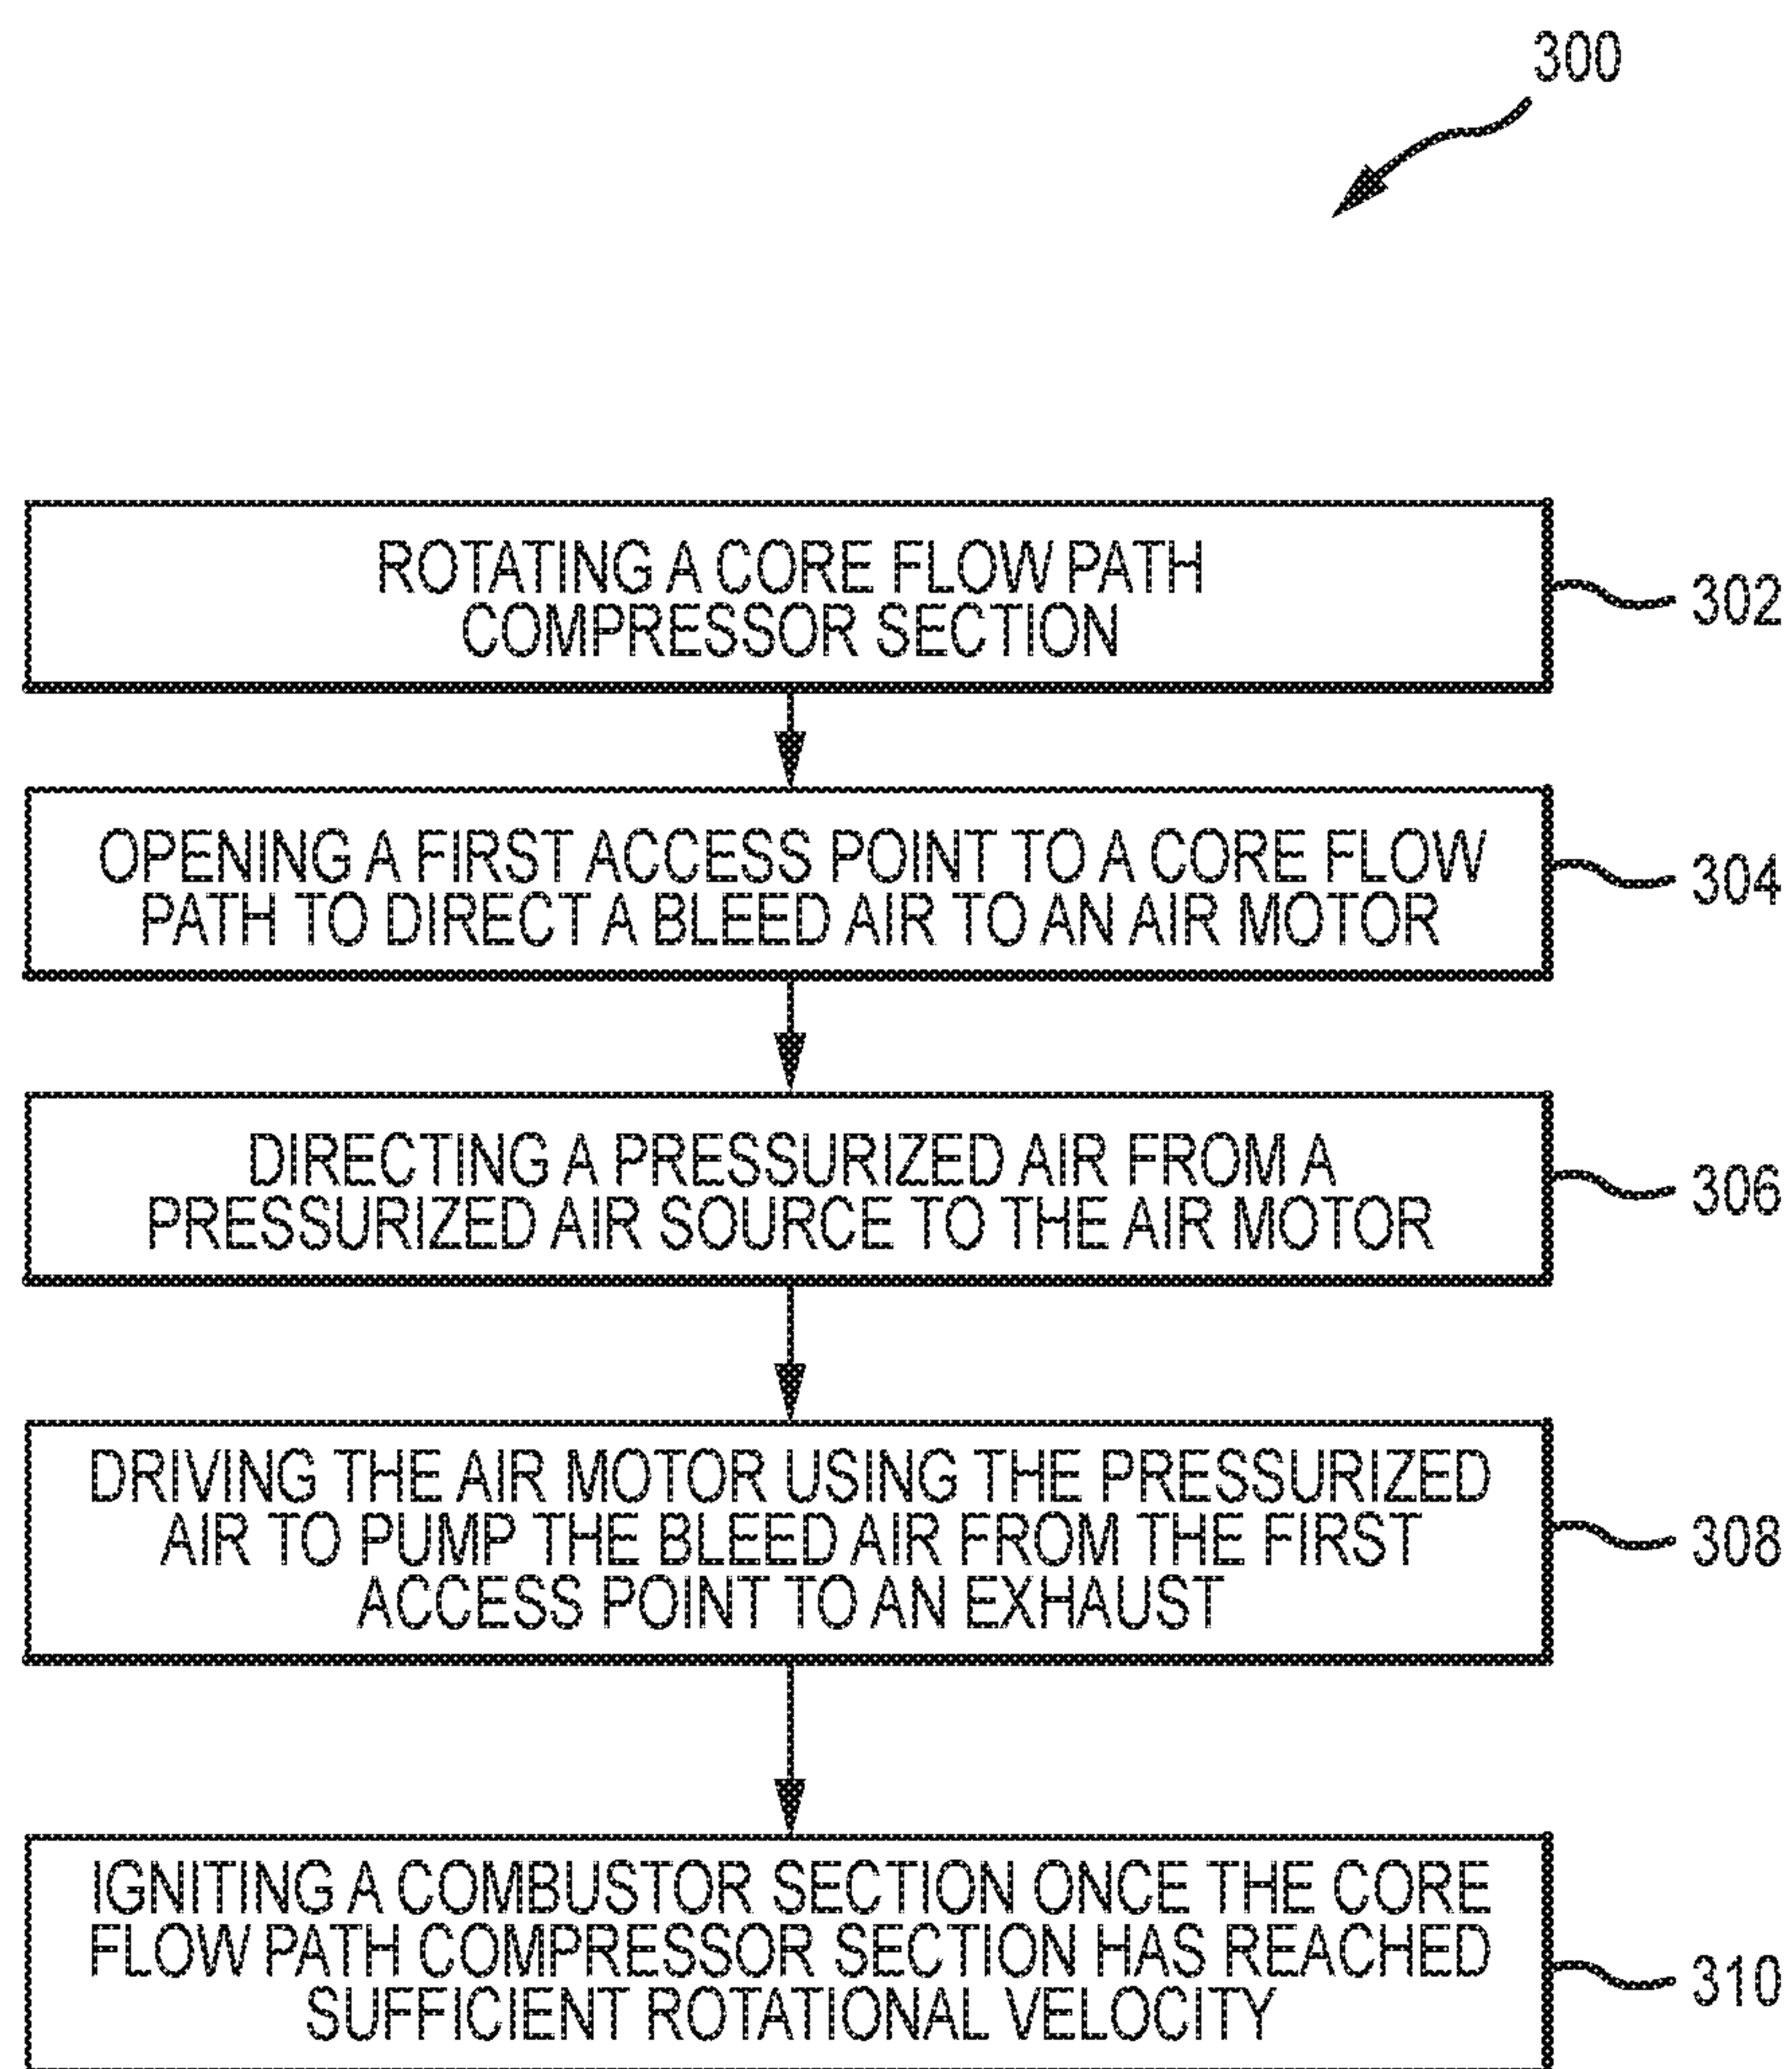 300
ROTATING A CORE FLOW PATH
COMPRESSOR SECTION
302
OPENING A FIRST ACCESS POINT TO A CORE FLOW
PATH TO DIRECT A BLEED AIR TO AN AIR MOTOR
304
DIRECTING A PRESSURIZED AIR FROM A
PRESSURIZED AIR SOURCE TO THE AIR MOTOR
306
DRIVING THE AIR MOTOR USING THE PRESSURIZED
AIR TO PUMP THE BLEED AIR FROM THE FIRST
ACCESS POINT TO AN EXHAUST
308
IGNITING A COMBUSTOR SECTION ONCE THE CORE
FLOW PATH COMPRESSOR SECTION HAS REACHED
SUFFICIENT ROTATIONAL VELOCITY
310